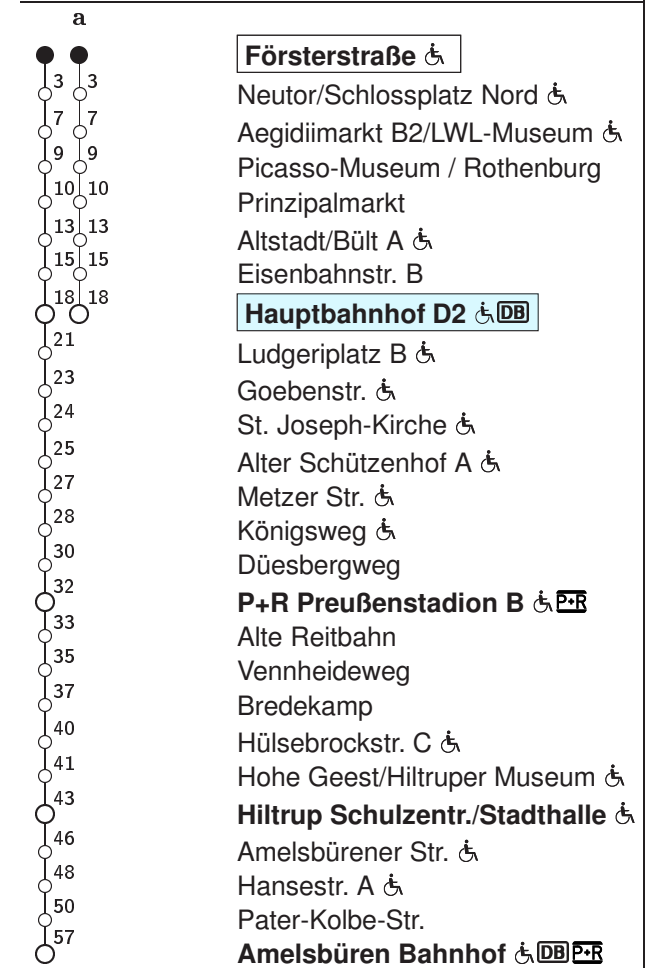 a
Försterstraße
3 3 Neutor/Schlossplatz Nord
7 7 Aegidiimarkt B2/LWL-Museum
9 9 Picasso-Museum / Rothenburg
10 10 Prinzipalmarkt
13 13 Altstadt/Bült A
15 15 Eisenbahnstr. B
18 18 Hauptbahnhof D2 DB
21 Ludgeriplatz B
23 Goebenstr.
24 St. Joseph-Kirche
25 Alter Schützenhof A
27 Metzer Str.
28 Königsweg
30 Düesbergweg
32 P+R Preußenstadion B P+R
33 Alte Reitbahn
35 Vennheideweg
37 Bredekamp
40 Hülsebrockstr. C
41 Hohe Geest/Hiltruper Museum
43 Hiltrup Schulzentr./Stadthalle
46 Amelsbürener Str.
48 Hansestr. A
50 Pater-Kolbe-Str.
57 Amelsbüren Bahnhof DB P+R